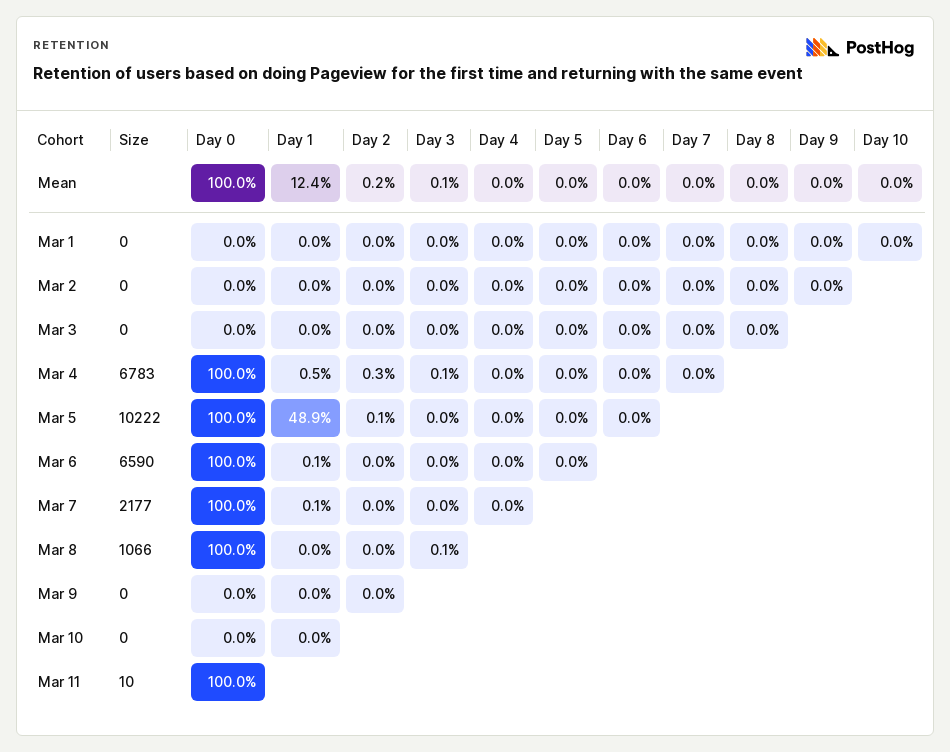 RETENTION
PostHog
Retention of users based on doing Pageview for the first time and returning with the same event
Cohort Size Day 0 Day 1 Day 2 Day 3 Day 4 Day 5 Day 6 Day 7 Day 8 Day 9 Day 10
Mean 100.0% 12.4% 0.2% 0.1% 0.0% 0.0% 0.0% 0.0% 0.0% 0.0% 0.0%
Mar 1 0 0.0% 0.0% 0.0% 0.0% 0.0% 0.0% 0.0% 0.0% 0.0% 0.0% 0.0%
Mar 2 0 0.0% 0.0% 0.0% 0.0% 0.0% 0.0% 0.0% 0.0% 0.0% 0.0%
Mar 3 0 0.0% 0.0% 0.0% 0.0% 0.0% 0.0% 0.0% 0.0% 0.0%
Mar 4 6783 100.0% 0.5% 0.3% 0.1% 0.0% 0.0% 0.0% 0.0%
Mar 5 10222 100.0% 48.9% 0.1% 0.0% 0.0% 0.0% 0.0%
Mar 6 6590 100.0% 0.1% 0.0% 0.0% 0.0% 0.0%
Mar 7 2177 100.0% 0.1% 0.0% 0.0% 0.0%
Mar 8 1066 100.0% 0.0% 0.0% 0.1%
Mar 9 0 0.0% 0.0% 0.0%
Mar 10 0 0.0% 0.0%
Mar 11 10 100.0%